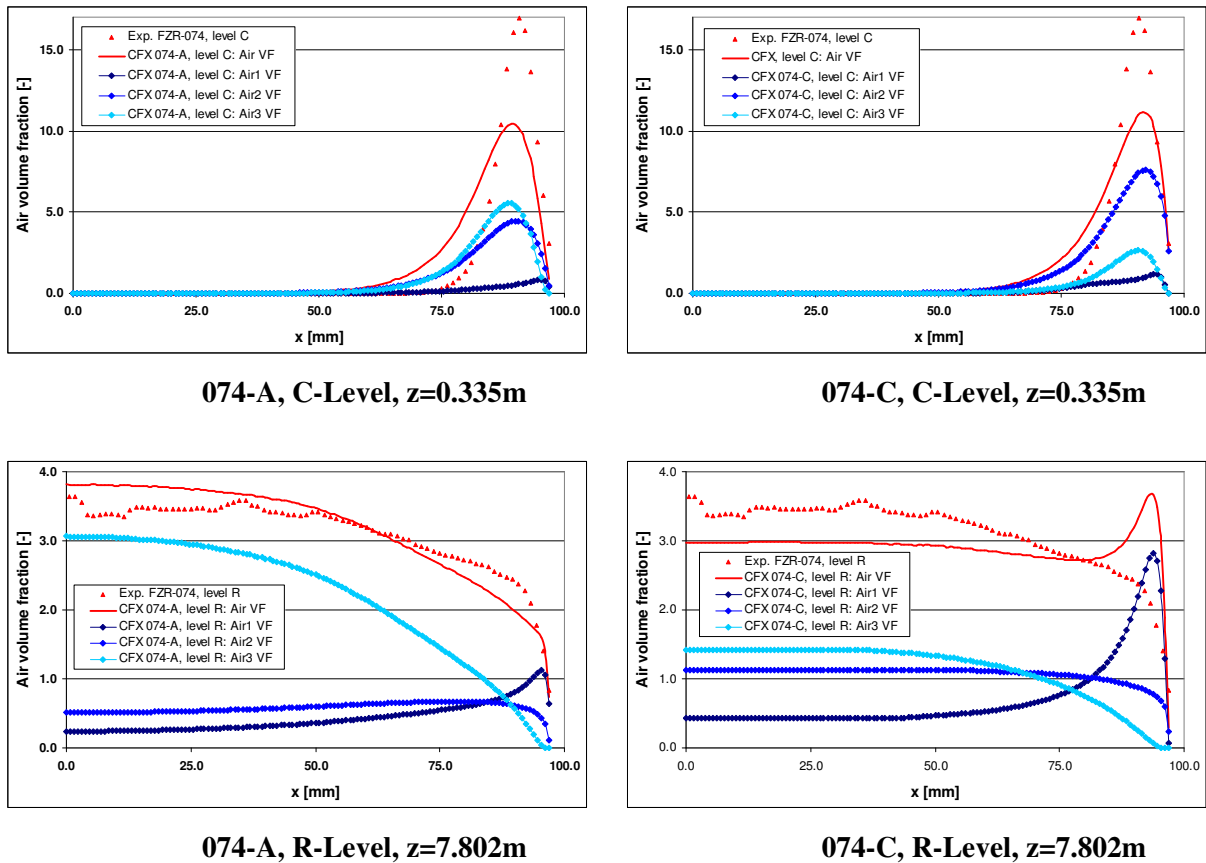 Air volume fraction [-]
15.0
10.0
5.0
0.0
Exp. FZR-074, level C
CFX 074-A, level C: Air VF
CFX 074-A, level C: Air1 VF
CFX 074-A, level C: Air2 VF
CFX 074-A, level C: Air3 VF
0.0 25.0 50.0 75.0 100.0
x [mm]
074-A, C-Level, z=0.335m
Air volume fraction [-]
15.0
10.0
5.0
0.0
Exp. FZR-074, level C
CFX, level C: Air VF
CFX 074-C, level C: Air1 VF
CFX 074-C, level C: Air2 VF
CFX 074-C, level C: Air3 VF
0.0 25.0 50.0 75.0 100.0
x [mm]
074-C, C-Level, z=0.335m
Air volume fraction [-]
4.0
3.0
2.0
1.0
0.0
Exp. FZR-074, level R
CFX 074-A, level R: Air VF
CFX 074-A, level R: Air1 VF
CFX 074-A, level R: Air2 VF
CFX 074-A, level R: Air3 VF
0.0 25.0 50.0 75.0 100.0
x [mm]
074-A, R-Level, z=7.802m
Air volume fraction [-]
4.0
3.0
2.0
1.0
0.0
Exp. FZR-074, level R
CFX 074-C, level R: Air VF
CFX 074-C, level R: Air1 VF
CFX 074-C, level R: Air2 VF
CFX 074-C, level R: Air3 VF
0.0 25.0 50.0 75.0 100.0
x [mm]
074-C, R-Level, z=7.802m